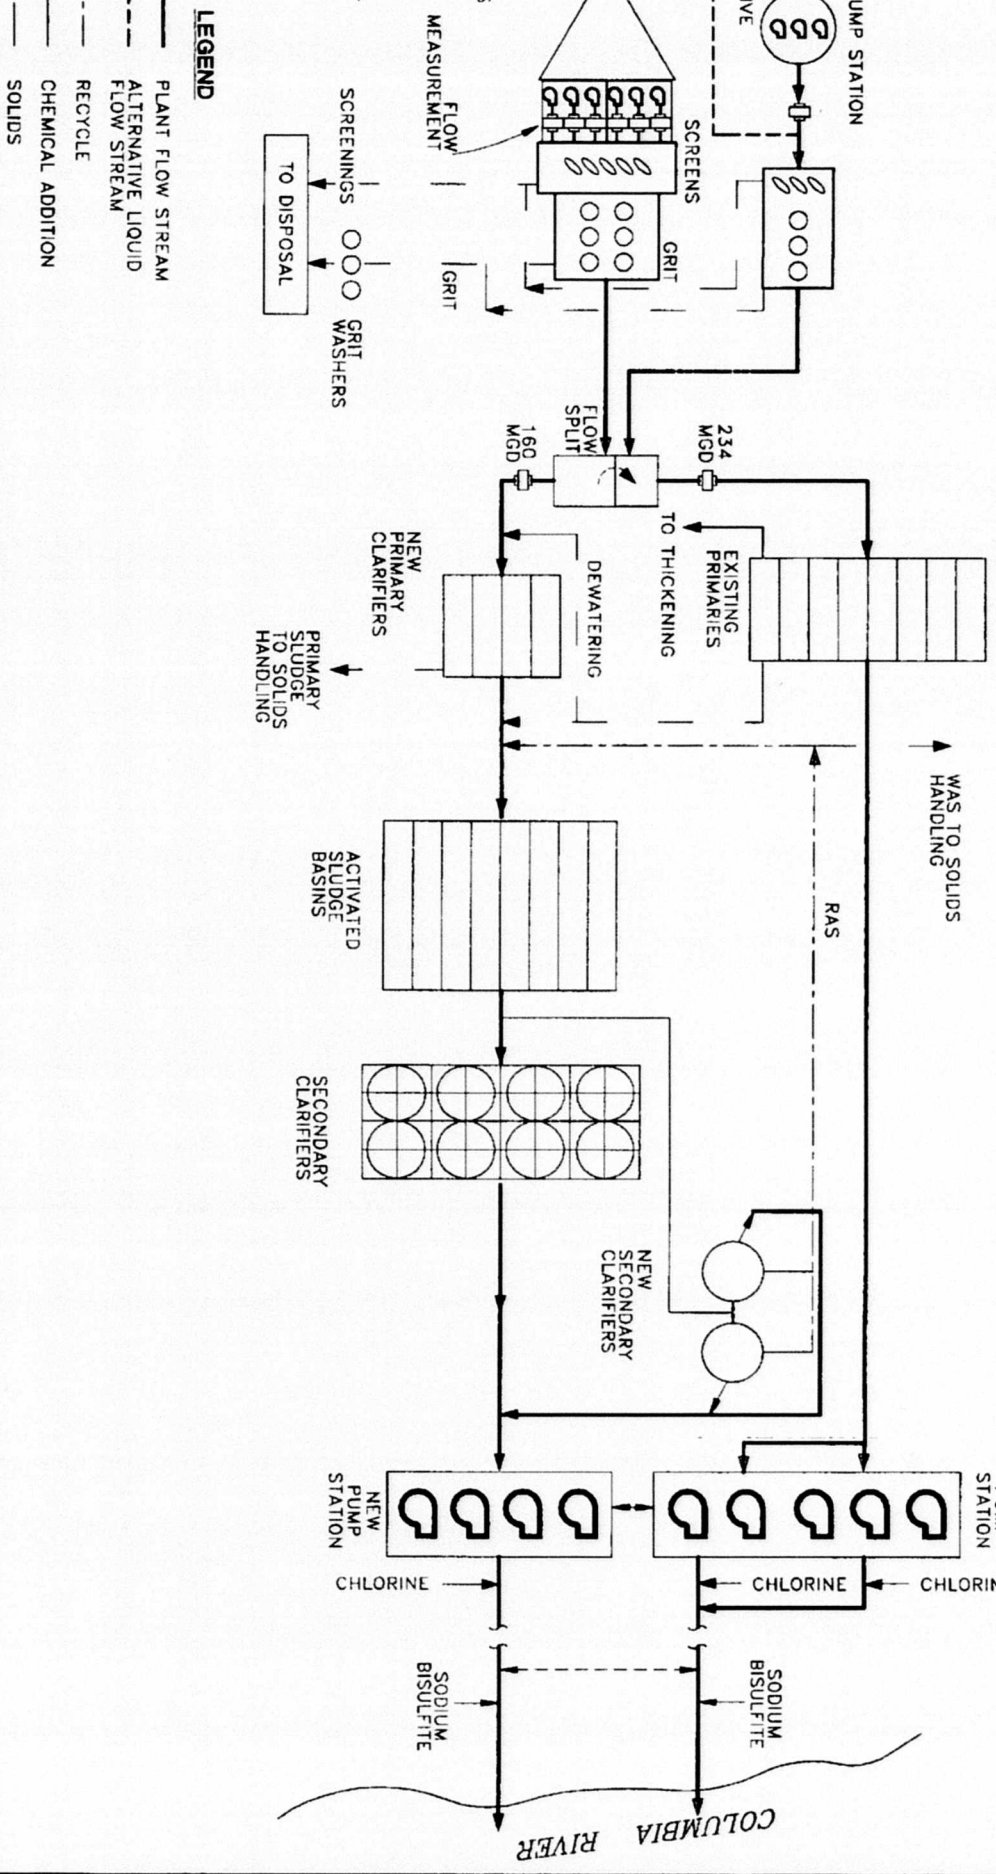 LEGEND
PLANT FLOW STREAM
ALTERNATIVE LIQUID
FLOW STREAM
RECYCLE
CHEMICAL ADDITION
SOLIDS
PUMP STATION
FLOW
MEASUREMENT
SCREENS
GRIT
GRIT
SCREENINGS
TO DISPOSAL
GRIT
WASHERS
FLOW
SPLIT
160
MGD
234
MGD
EXISTING
PRIMARIES
TO THICKENING
DEWATERING
NEW
PRIMARY
CLARIFIERS
PRIMARY
SLUDGE
TO SOLIDS
HANDLING
WAS TO SOLIDS
HANDLING
RAS
ACTIVATED
SLUDGE
BASINS
SECONDARY
CLARIFIERS
NEW
SECONDARY
CLARIFIERS
STATION
NEW
PUMP
STATION
CHLORINE
CHLORINE
CHLORIN
SODIUM
BISULFITE
SODIUM
BISULFITE
COLUMBIA RIVER